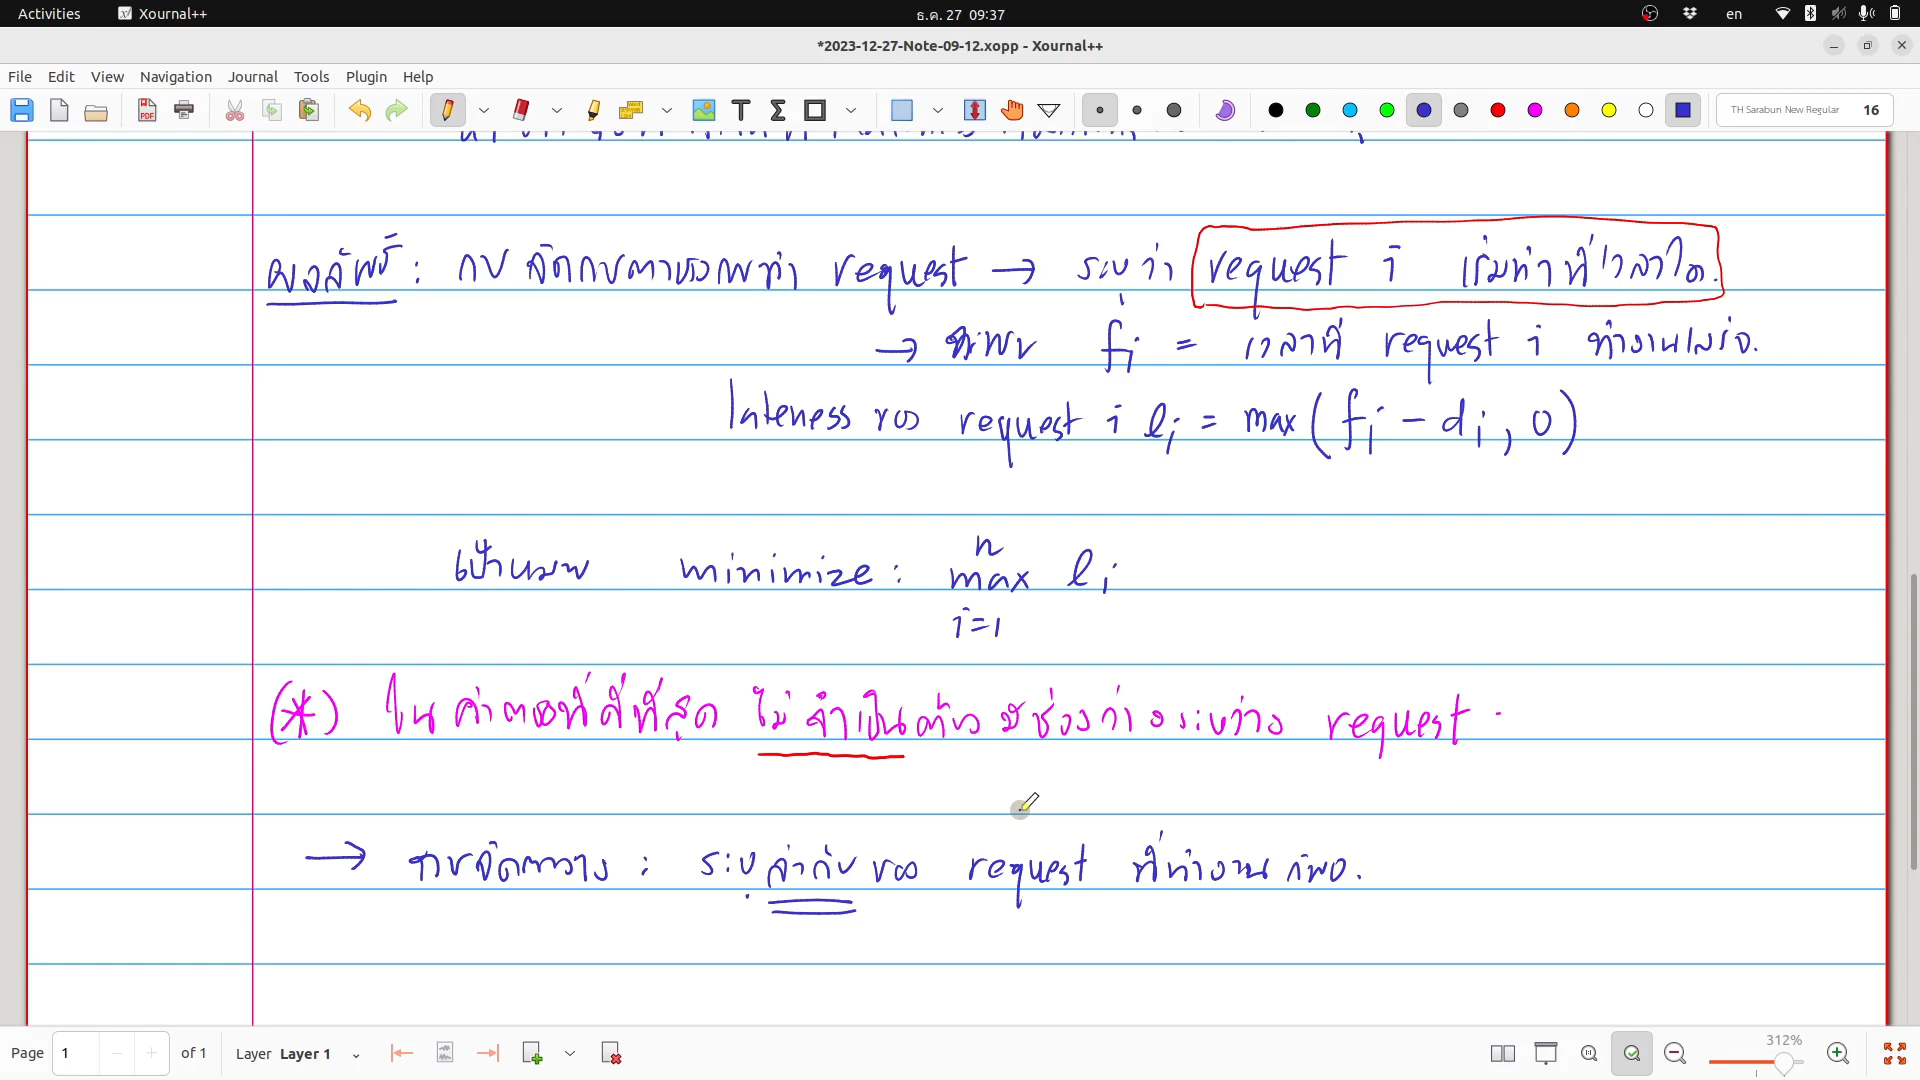 Activities Xournal++ ธ.ค. 27 09:37 en
*2023-12-27-Note-09-12.xopp - Xournal++
File Edit View Navigation Journal Tools Plugin Help
TH Sarabun New Regular 16
ผลลัพธ์ : การจัดการตารางการทำ request → ระบุว่า request i เริ่มทำที่เวลาใด.
→ จะพบ fi = เวลาที่ request i ทำงานเสร็จ.
lateness ของ request i ℓi = max(fi - di, 0)
เป้าหมาย minimize :
n
max ℓi
i=1
(*) ในคำตอบที่ดีที่สุด ไม่จำเป็นต้องมีช่องว่างระหว่าง request.
→ การจัดตาราง : ระบุลำดับของ request ที่ทำงานก็พอ.
312%
Page 1 of 1 Layer Layer 1